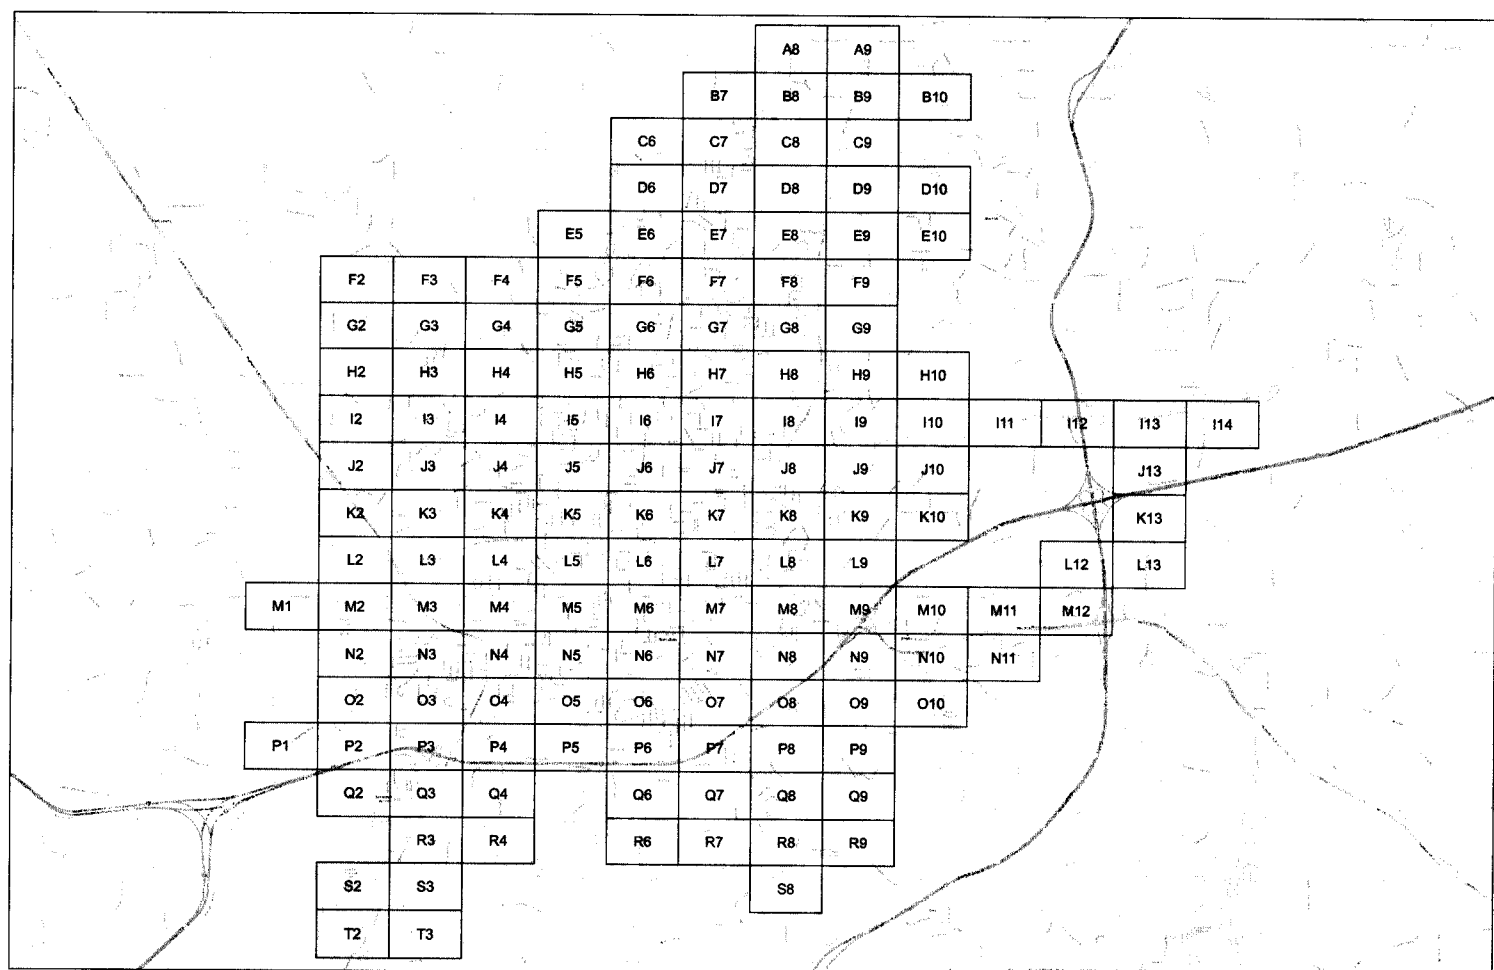 A8 A9
B7 B8 B9 B10
C6 C7 C8 C9
D6 D7 D8 D9 D10
E5 E6 E7 E8 E9 E10
F2 F3 F4 F5 F6 F7 F8 F9
G2 G3 G4 G5 G6 G7 G8 G9
H2 H3 H4 H5 H6 H7 H8 H9 H10
I2 I3 I4 I5 I6 I7 I8 I9 I10 I11 I12 I13 I14
J2 J3 J4 J5 J6 J7 J8 J9 J10 J13
K2 K3 K4 K5 K6 K7 K8 K9 K10 K13
L2 L3 L4 L5 L6 L7 L8 L9 L12 L13
M1 M2 M3 M4 M5 M6 M7 M8 M9 M10 M11 M12
N2 N3 N4 N5 N6 N7 N8 N9 N10 N11
O2 O3 O4 O5 O6 O7 O8 O9 O10
P1 P2 P3 P4 P5 P6 P7 P8 P9
Q2 Q3 Q4 Q6 Q7 Q8 Q9
R3 R4 R6 R7 R8 R9
S2 S3 S8
T2 T3